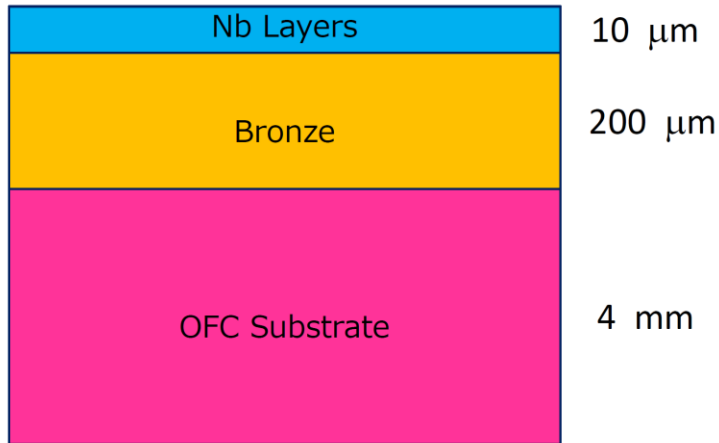 Nb Layers
10 μm
Bronze
200 μm
OFC Substrate
4 mm